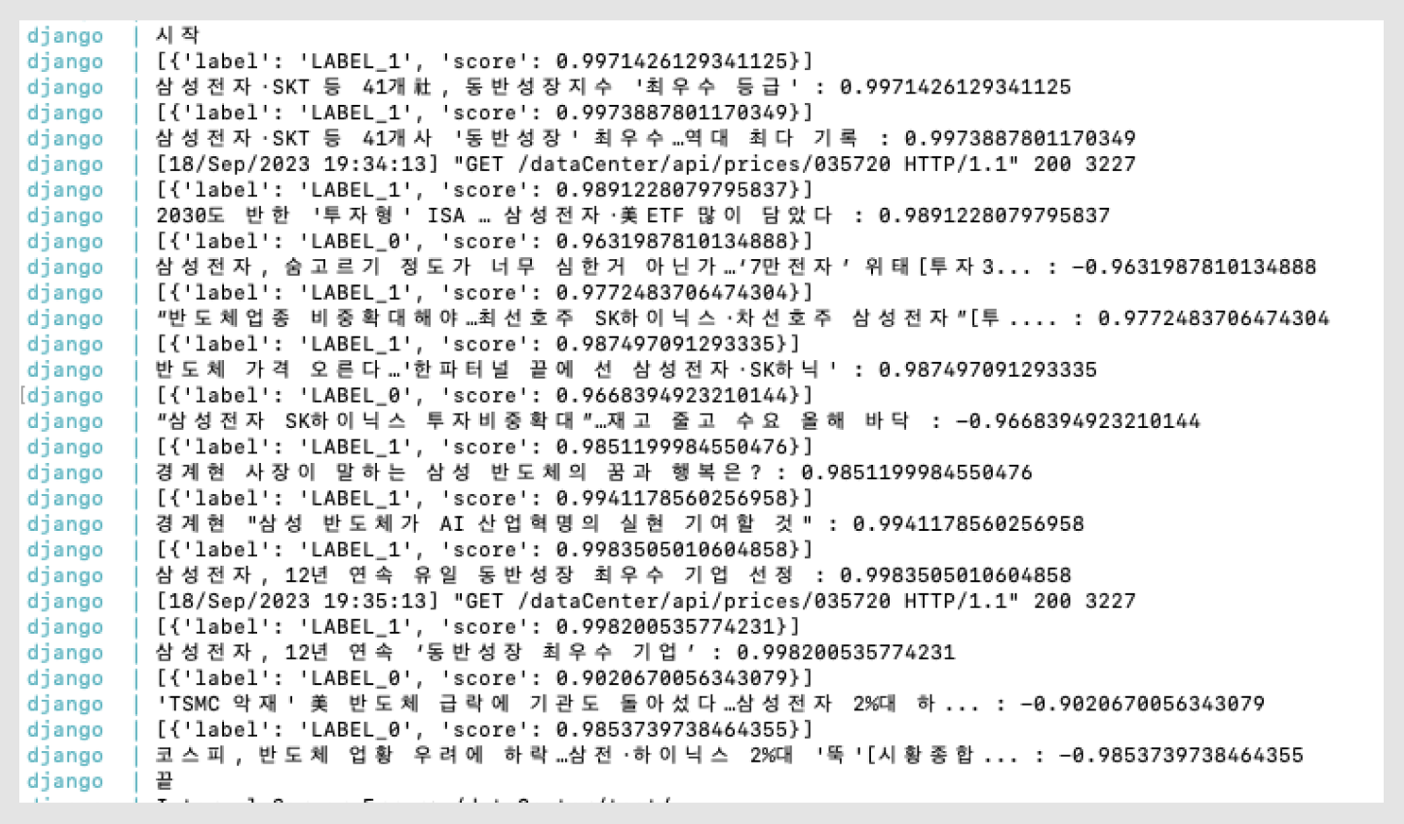 django | 시작
django | [{'label': 'LABEL_1', 'score': 0.9971426129341125}]
django | 삼성전자·SKT 등 41개社, 동반성장지수 '최우수 등급' : 0.9971426129341125
django | [{'label': 'LABEL_1', 'score': 0.9973887801170349}]
django | 삼성전자·SKT 등 41개사 '동반성장' 최우수…역대 최다 기록 : 0.9973887801170349
django | [18/Sep/2023 19:34:13] "GET /dataCenter/api/prices/035720 HTTP/1.1" 200 3227
django | [{'label': 'LABEL_1', 'score': 0.9891228079795837}]
django | 2030도 반한 '투자형' ISA … 삼성전자·美ETF 많이 담았다 : 0.9891228079795837
django | [{'label': 'LABEL_0', 'score': 0.9631987810134888}]
django | 삼성전자, 숨고르기 정도가 너무 심한거 아닌가…’7만전자’ 위태[투자3... : -0.9631987810134888
django | [{'label': 'LABEL_1', 'score': 0.9772483706474304}]
django | “반도체업종 비중확대해야…최선호주 SK하이닉스·차선호주 삼성전자”[투.... : 0.9772483706474304
django | [{'label': 'LABEL_1', 'score': 0.987497091293335}]
django | 반도체 가격 오른다…'한파터널 끝에 선 삼성전자·SK하닉' : 0.987497091293335
[django | [{'label': 'LABEL_0', 'score': 0.9668394923210144}]
django | “삼성전자 SK하이닉스 투자비중확대”…재고 줄고 수요 올해 바닥 : -0.9668394923210144
django | [{'label': 'LABEL_1', 'score': 0.9851199984550476}]
django | 경계현 사장이 말하는 삼성 반도체의 꿈과 행복은? : 0.9851199984550476
django | [{'label': 'LABEL_1', 'score': 0.9941178560256958}]
django | 경계현 "삼성 반도체가 AI 산업혁명의 실현 기여할 것" : 0.9941178560256958
django | [{'label': 'LABEL_1', 'score': 0.9983505010604858}]
django | 삼성전자, 12년 연속 유일 동반성장 최우수 기업 선정 : 0.9983505010604858
django | [18/Sep/2023 19:35:13] "GET /dataCenter/api/prices/035720 HTTP/1.1" 200 3227
django | [{'label': 'LABEL_1', 'score': 0.998200535774231}]
django | 삼성전자, 12년 연속 ‘동반성장 최우수 기업’ : 0.998200535774231
django | [{'label': 'LABEL_0', 'score': 0.9020670056343079}]
django | 'TSMC 악재' 美 반도체 급락에 기관도 돌아섰다…삼성전자 2%대 하... : -0.9020670056343079
django | [{'label': 'LABEL_0', 'score': 0.9853739738464355}]
django | 코스피, 반도체 업황 우려에 하락…삼전·하이닉스 2%대 '뚝'[시황종합... : -0.9853739738464355
django | 끝